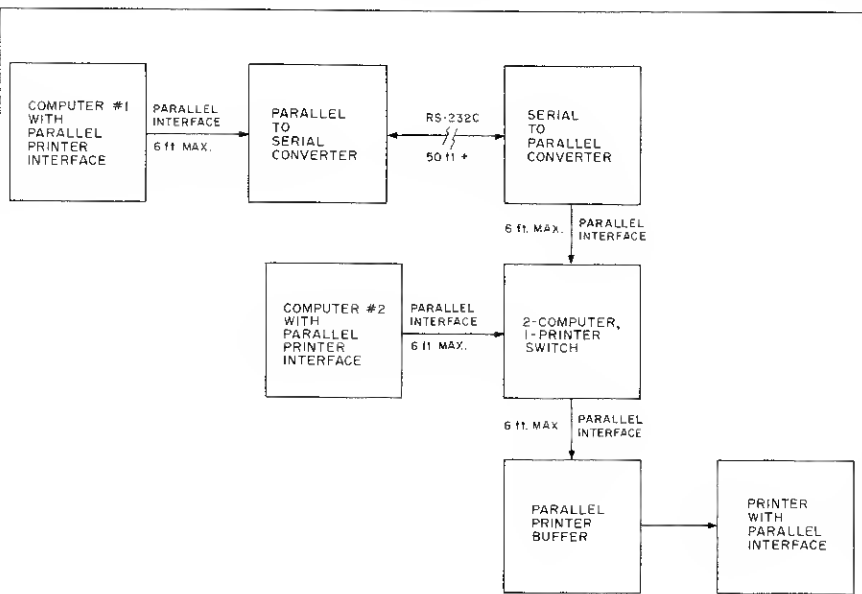 COMPUTER #1
WITH
PARALLEL
PRINTER
INTERFACE
PARALLEL
INTERFACE
6 ft MAX.
PARALLEL
TO
SERIAL
CONVERTER
RS-232C
50 ft +
SERIAL
TO
PARALLEL
CONVERTER
6 ft. MAX.
PARALLEL
INTERFACE
COMPUTER #2
WITH
PARALLEL
PRINTER
INTERFACE
PARALLEL
INTERFACE
6 ft MAX.
2-COMPUTER,
1-PRINTER
SWITCH
6 ft. MAX
PARALLEL
INTERFACE
PARALLEL
PRINTER
BUFFER
PRINTER
WITH
PARALLEL
INTERFACE